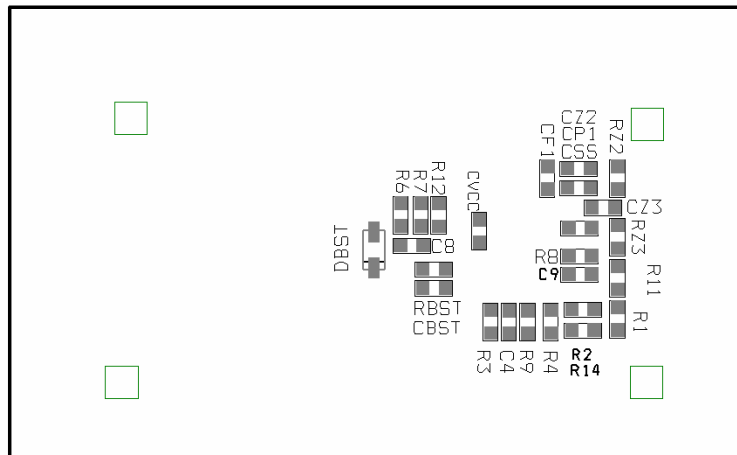 CZ2
CP1
CSS
CF1
RZ2
R6
R7
R12
CVCC
CZ3
DBST
C8
RZ3
R8
C9
R11
RBST
CBST
R1
R3
C4
R9
R4
R2
R14